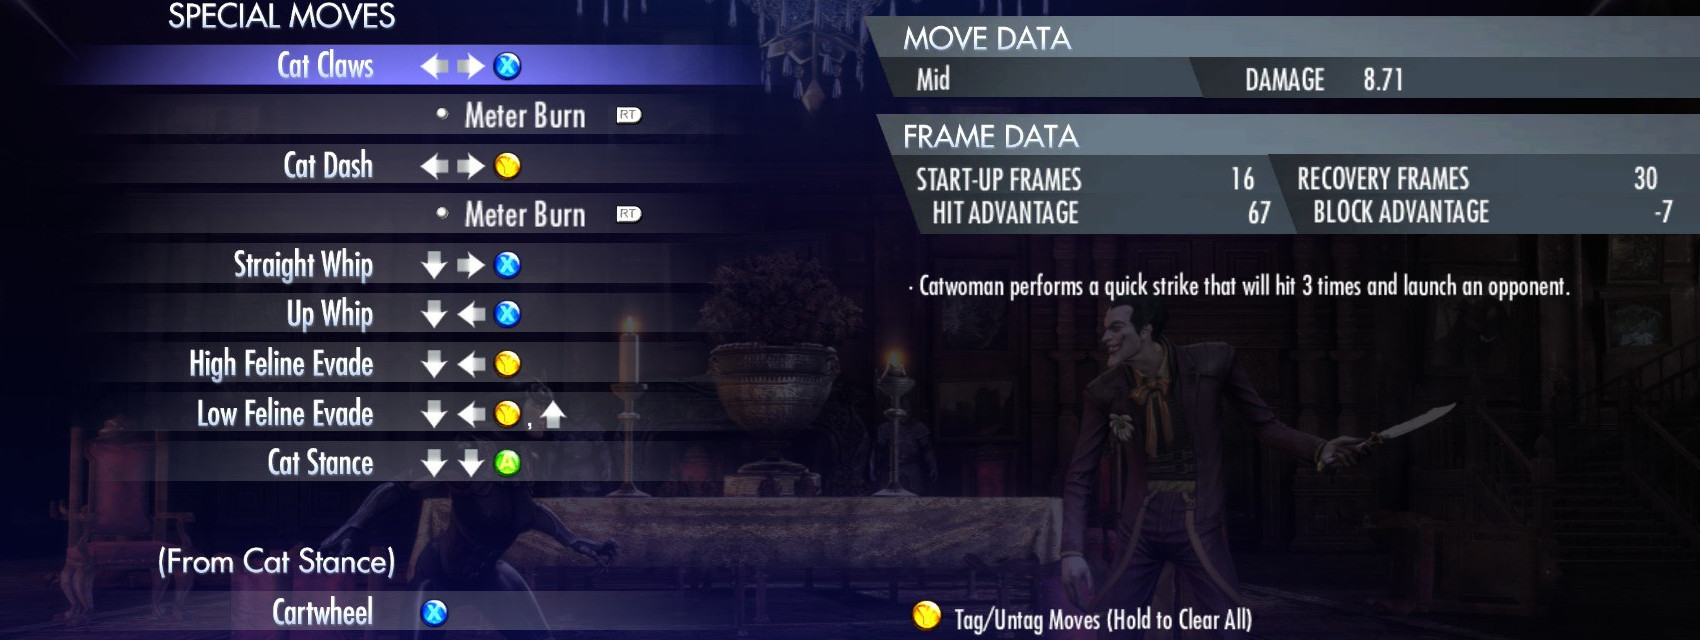 SPECIAL MOVES
Cat Claws X
Meter Burn RT
Cat Dash Y
Meter Burn RT
Straight Whip X
Up Whip X
High Feline Evade Y
Low Feline Evade Y,
Cat Stance A
(From Cat Stance)
Cartwheel X
MOVE DATA
Mid DAMAGE 8.71
FRAME DATA
START-UP FRAMES 16 RECOVERY FRAMES 30
HIT ADVANTAGE 67 BLOCK ADVANTAGE -7
· Catwoman performs a quick strike that will hit 3 times and launch an opponent.
Y Tag/Untag Moves (Hold to Clear All)